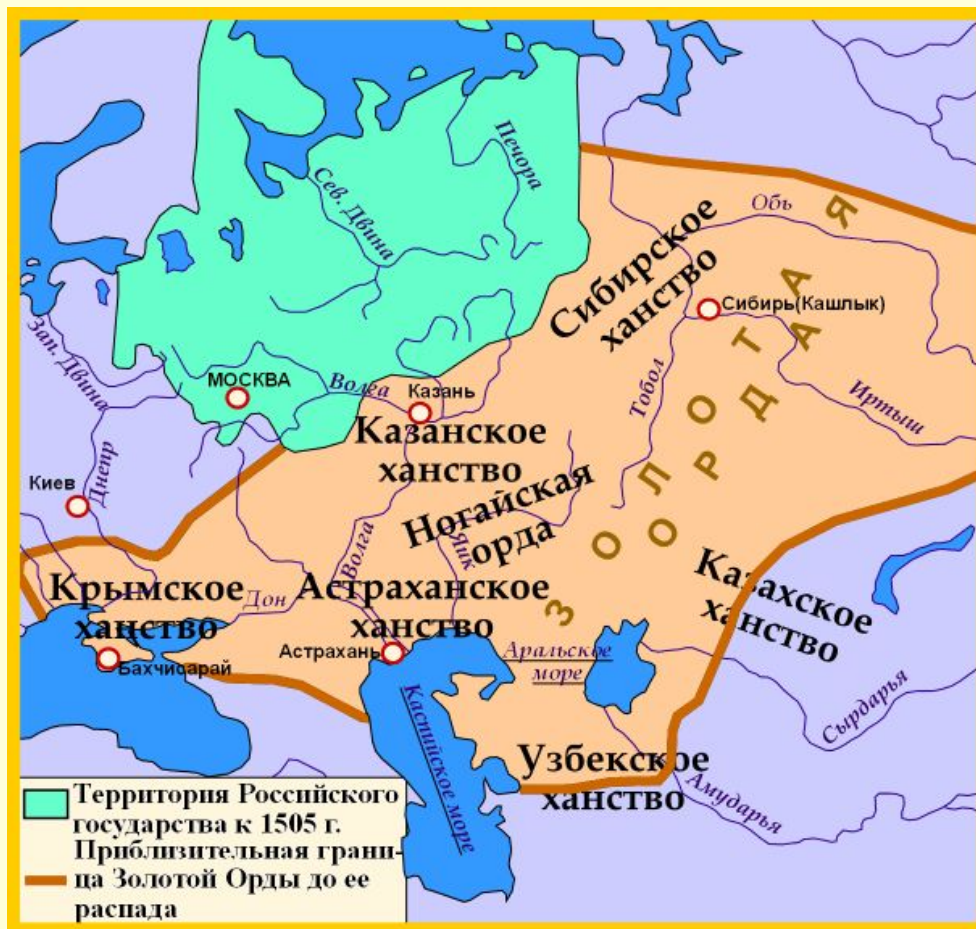 Печора
Сев. Двина
Обь
Сибирское
ханство
Сибирь(Кашлык)
Зап. Двина
МОСКВА
Волга
Казань
Тобол
Иртыш
Казанское
ханство
Киев
Днепр
Ногайская
орда
ЗОЛОТАЯ
ОРДА
Волга
Яик
Крымское
ханство
Дон
Астраханское
ханство
Казахское
ханство
Бахчисарай
Астрахань
Аральское
море
Каспийское море
Сырдарья
Узбекское
ханство
Амударья
Территория Российского
государства к 1505 г.
Приблизительная грани-
ца Золотой Орды до ее
распада